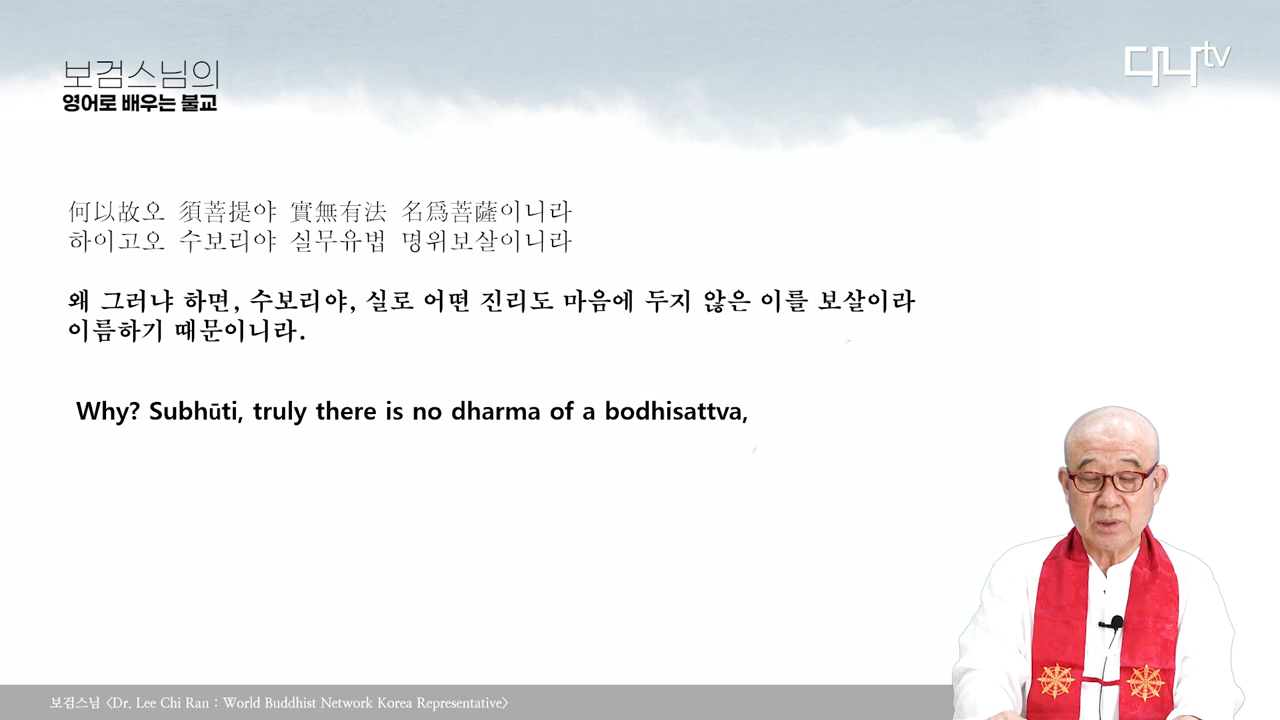 보검스님의
영어로 배우는 불교
디나tv
何以故오 須菩提야 實無有法 名爲菩薩이니라
하이고오 수보리야 실무유법 명위보살이니라
왜 그러냐 하면, 수보리야, 실로 어떤 진리도 마음에 두지 않은 이를 보살이라
이름하기 때문이니라.
Why? Subhūti, truly there is no dharma of a bodhisattva,
보검스님 <Dr. Lee Chi Ran : World Buddhist Network Korea Representative>